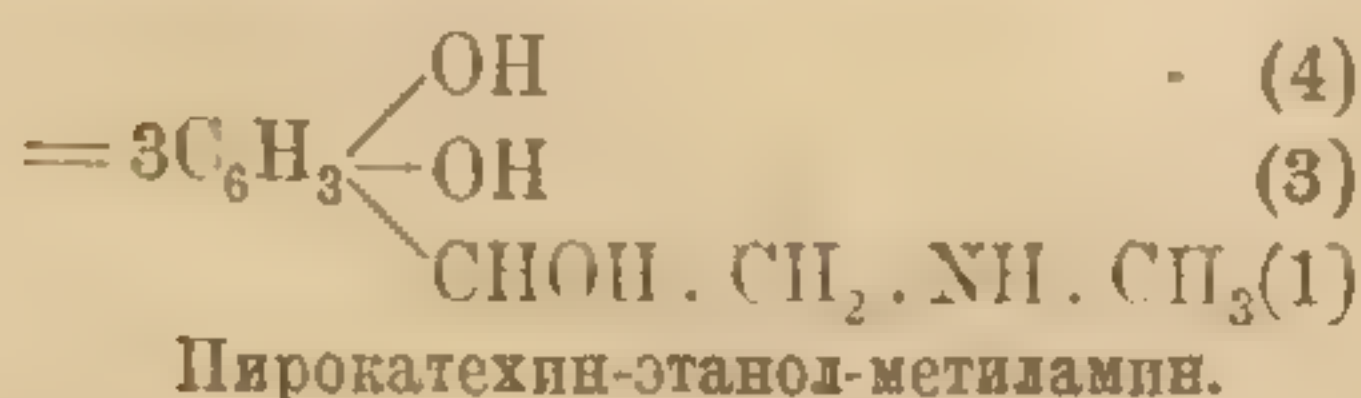 OH (4)
= 3C₆H₃ OH (3)
CHOH . CH₂ . NH . CH₃(1)
Пирокатехин-этанол-метиламин.